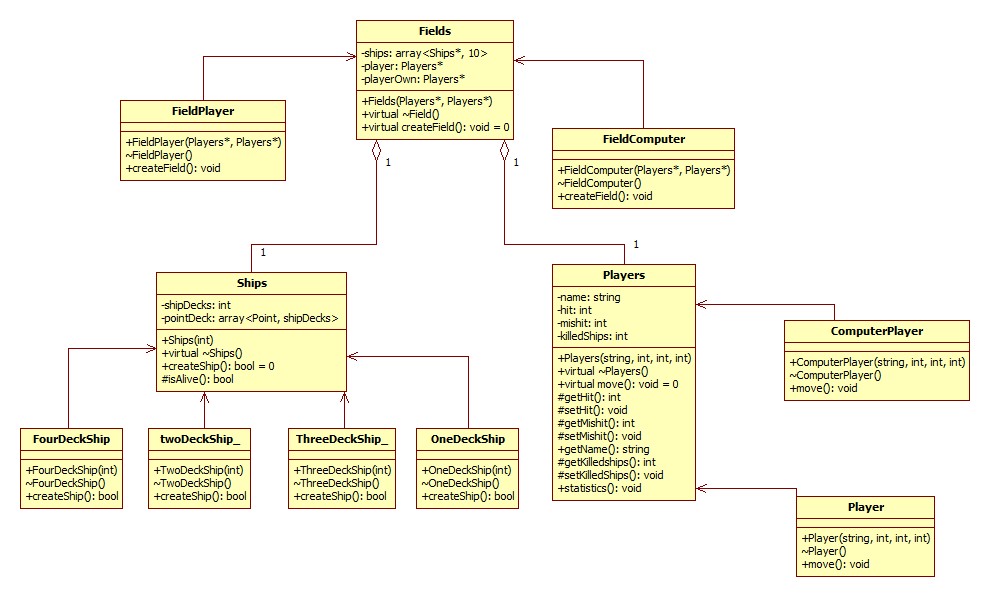 Fields
-ships: array<Ships*, 10>
-player: Players*
-playerOwn: Players*
+Fields(Players*, Players*)
+virtual ~Field()
+virtual createField(): void = 0
FieldPlayer
+FieldPlayer(Players*, Players*)
~FieldPlayer()
+createField(): void
FieldComputer
+FieldComputer(Players*, Players*)
~FieldComputer()
+createField(): void
1
1
1
1
Ships
-shipDecks: int
-pointDeck: array<Point, shipDecks>
+Ships(int)
+virtual ~Ships()
+createShip(): bool = 0
#isAlive(): bool
Players
-name: string
-hit: int
-mishit: int
-killedShips: int
+Players(string, int, int, int)
+virtual ~Players()
+virtual move(): void = 0
#getHit(): int
#setHit(): void
#getMishit(): int
#setMishit(): void
+getName(): string
#getKilledships(): int
#setKilledShips(): void
+statistics(): void
ComputerPlayer
+ComputerPlayer(string, int, int, int)
~ComputerPlayer()
+move(): void
FourDeckShip
+FourDeckShip(int)
~FourDeckShip()
+createShip(): bool
twoDeckShip_
+TwoDeckShip(int)
~TwoDeckShip()
+createShip(): bool
ThreeDeckShip_
+ThreeDeckShip(int)
~ThreeDeckShip()
+createShip(): bool
OneDeckShip
+OneDeckShip(int)
~OneDeckShip()
+createShip(): bool
Player
+Player(string, int, int, int)
~Player()
+move(): void